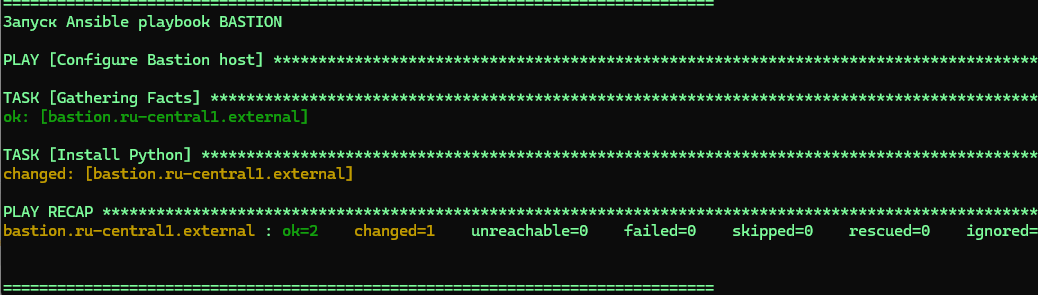 ================================================================================
Запуск Ansible playbook BASTION
PLAY [Configure Bastion host] *************************************************************************************
TASK [Gathering Facts] ********************************************************************************************
ok: [bastion.ru-central1.external]
TASK [Install Python] *********************************************************************************************
changed: [bastion.ru-central1.external]
PLAY RECAP ********************************************************************************************************
bastion.ru-central1.external : ok=2    changed=1    unreachable=0    failed=0    skipped=0    rescued=0    ignored=
================================================================================